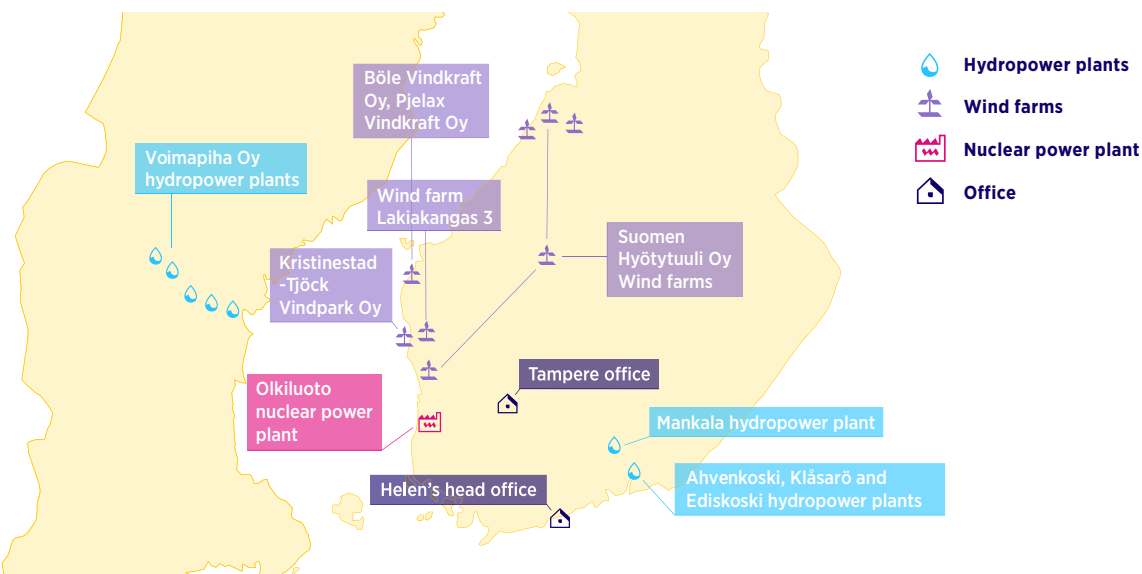 Böle Vindkraft
Oy, Pjelax
Vindkraft Oy
Voimapiha Oy
hydropower plants
Wind farm
Lakiakangas 3
Suomen
Hyötytuuli Oy
Wind farms
Kristinestad
-Tjöck
Vindpark Oy
Tampere office
Olkiluoto
nuclear power
plant
Mankala hydropower plant
Helen's head office
Ahvenkoski, Klåsarö and
Ediskoski hydropower plants
Hydropower plants
Wind farms
Nuclear power plant
Office